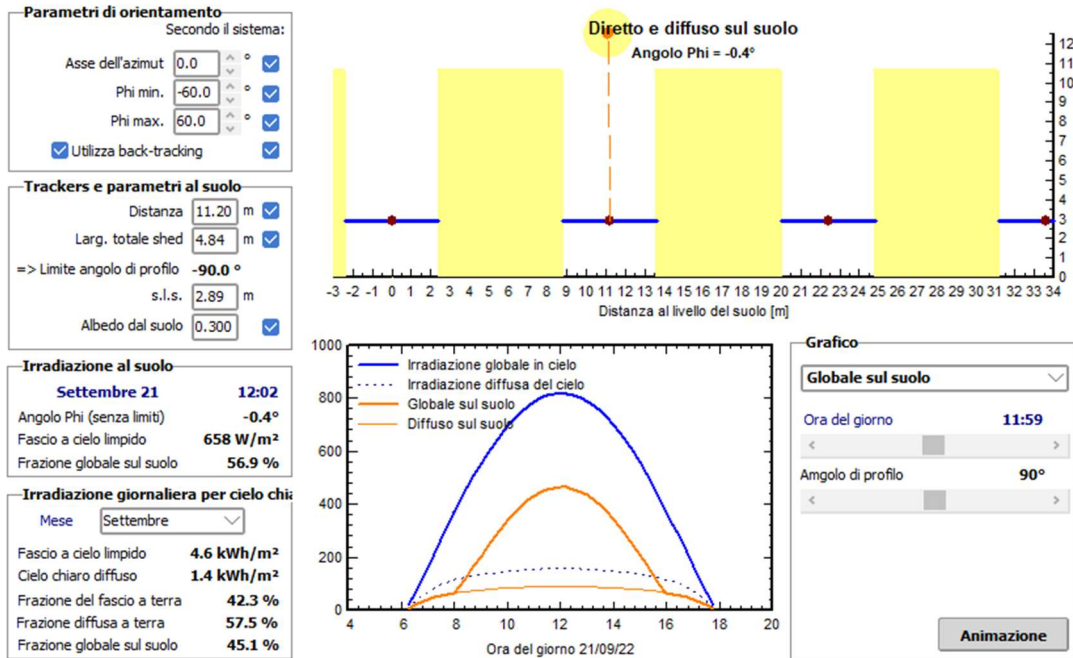 Parametri di orientamento
Secondo il sistema:
Asse dell'azimut 0.0 °
Phi min. -60.0 °
Phi max. 60.0 °
Utilizza back-tracking
Trackers e parametri al suolo
Distanza 11.20 m
Larg. totale shed 4.84 m
=> Limite angolo di profilo -90.0 °
s.l.s. 2.89 m
Albedo dal suolo 0.300
Irradiazione al suolo
Settembre 21 12:02
Angolo Phi (senza limiti) -0.4°
Fascio a cielo limpido 658 W/m²
Frazione globale sul suolo 56.9 %
Irradiazione giornaliera per cielo chia
Mese Settembre
Fascio a cielo limpido 4.6 kWh/m²
Cielo chiaro diffuso 1.4 kWh/m²
Frazione del fascio a terra 42.3 %
Frazione diffusa a terra 57.5 %
Frazione globale sul suolo 45.1 %
Diretto e diffuso sul suolo
Angolo Phi = -0.4°
12
11
10
9
8
7
6
5
4
3
2
1
0
-3 -2 -1 0 1 2 3 4 5 6 7 8 9 10 11 12 13 14 15 16 17 18 19 20 21 22 23 24 25 26 27 28 29 30 31 32 33 34
Distanza al livello del suolo [m]
1000
800
600
400
200
0
Irradiazione globale in cielo
Irradiazione diffusa del cielo
Globale sul suolo
Diffuso sul suolo
4 6 8 10 12 14 16 18 20
Ora del giorno 21/09/22
Grafico
Globale sul suolo
Ora del giorno 11:59
Amgolo di profilo 90°
Animazione